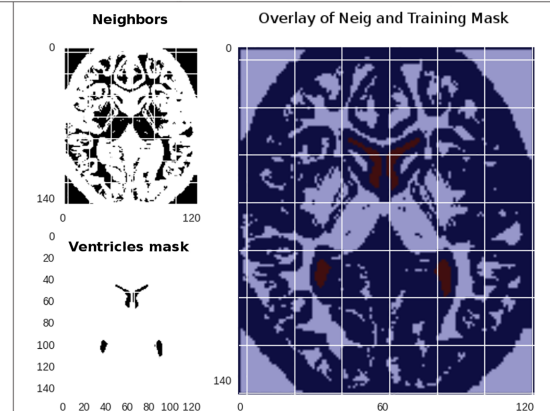 Neighbors
0
140
0 120
Ventricles mask
0
20
40
60
80
100
120
140
0 20 40 60 80 100 120
Overlay of Neig and Training Mask
0
140
0 60 120